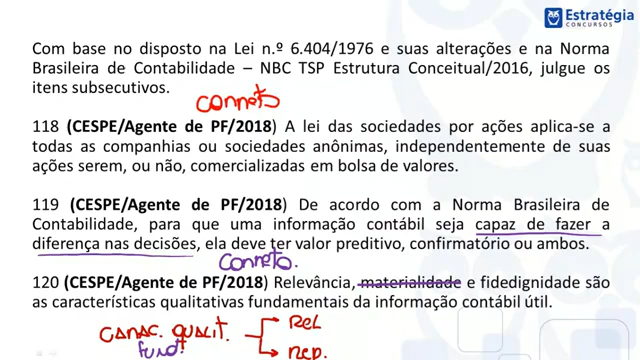 Estratégia
CONCURSOS
Com base no disposto na Lei n.º 6.404/1976 e suas alterações e na Norma
Brasileira de Contabilidade – NBC TSP Estrutura Conceitual/2016, julgue os
itens subsecutivos.
correto
118 (CESPE/Agente de PF/2018) A lei das sociedades por ações aplica-se a
todas as companhias ou sociedades anônimas, independentemente de suas
ações serem, ou não, comercializadas em bolsa de valores.
119 (CESPE/Agente de PF/2018) De acordo com a Norma Brasileira de
Contabilidade, para que uma informação contábil seja capaz de fazer a
diferença nas decisões, ela deve ter valor preditivo, confirmatório ou ambos.
Correto.
120 (CESPE/Agente de PF/2018) Relevância, materialidade e fidedignidade são
as características qualitativas fundamentais da informação contábil útil.
CARAC. QUALIT.
REL
FUND.
REP.